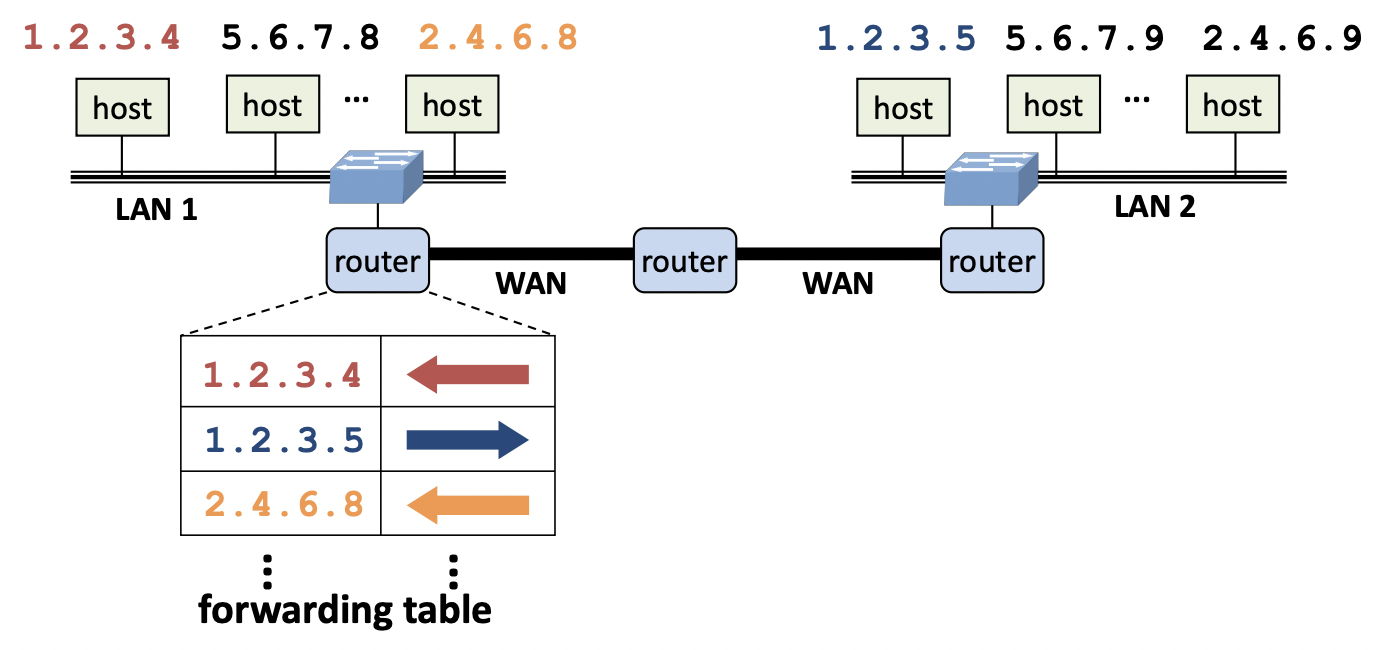 1.2.3.4 5.6.7.8 2.4.6.8 1.2.3.5 5.6.7.9 2.4.6.9
host host ... host host host ... host
LAN 1 LAN 2
router router router
WAN WAN
1.2.3.4
1.2.3.5
2.4.6.8
forwarding table